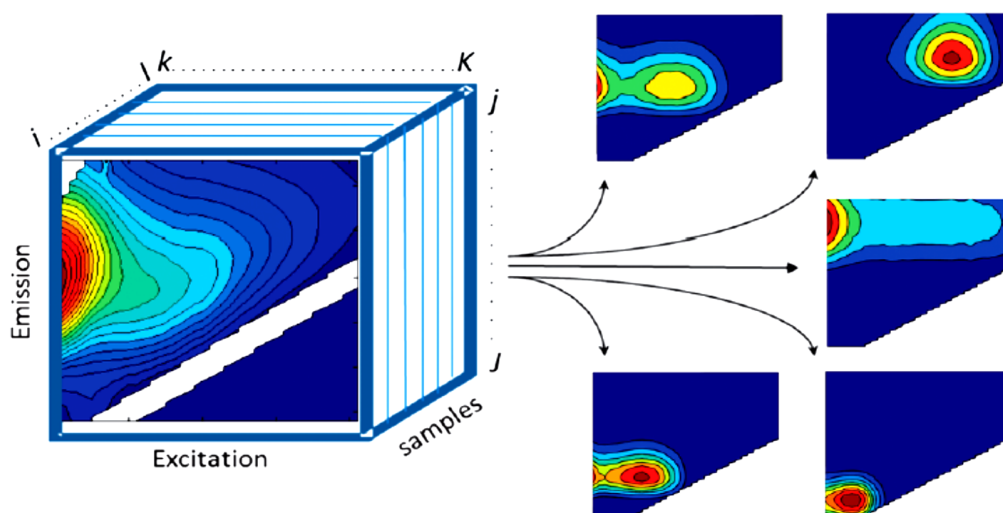 I k K
i
j
Emission
J
samples
Excitation